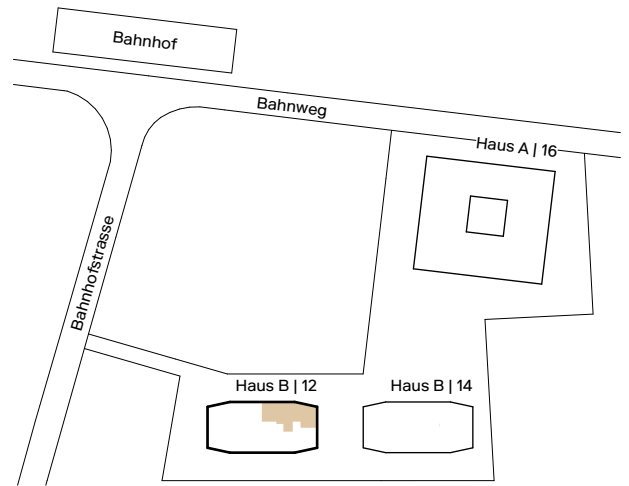 Bahnhof
Bahnweg
Haus A | 16
Bahnhofstrasse
Haus B | 12
Haus B | 14